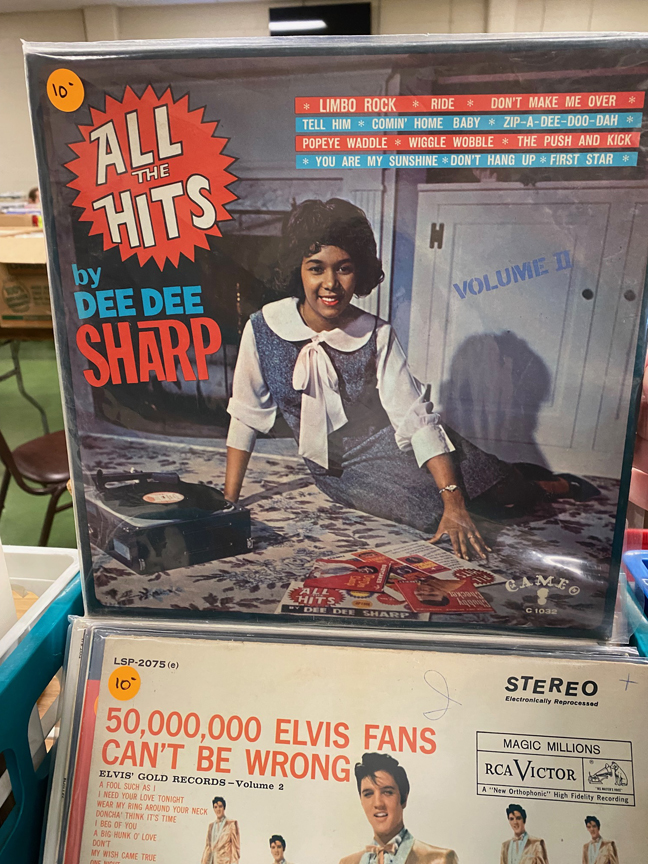 10-
ALL
THE
HITS
by
DEE DEE
SHARP
* LIMBO ROCK * RIDE * DON'T MAKE ME OVER *
TELL HIM * COMIN' HOME BABY * ZIP-A-DEE-DOO-DAH *
POPEYE WADDLE * WIGGLE WOBBLE * THE PUSH AND KICK
* YOU ARE MY SUNSHINE * DON'T HANG UP * FIRST STAR *
VOLUME II
ALL
THE
HITS
BY DEE DEE SHARP
CAMEO
C 1032
LSP-2075 (e)
10-
STEREO
Electronically Reprocessed
50,000,000 ELVIS FANS
CAN'T BE WRONG
ELVIS' GOLD RECORDS—Volume 2
A FOOL SUCH AS I
I NEED YOUR LOVE TONIGHT
WEAR MY RING AROUND YOUR NECK
DONCHA' THINK IT'S TIME
I BEG OF YOU
A BIG HUNK O' LOVE
DON'T
MY WISH CAME TRUE
MAGIC MILLIONS
RCA VICTOR
"HIS MASTER'S VOICE"
A "New Orthophonic" High Fidelity Recording